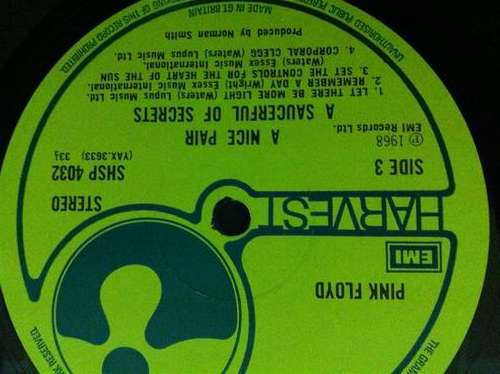 PINK FLOYD
EMI
HARVEST
STEREO
SIDE 3
SHSP 4032
℗ 1968
(YAX.3633) 33⅓
EMI Records Ltd.
A NICE PAIR
A SAUCERFUL OF SECRETS
1. LET THERE MORE BE LIGHT (Waters) Lupus Music Ltd.
2. REMEMBER A DAY (Wright) Essex Music International.
3. SET THE CONTROLS FOR THE HEART OF THE SUN
(Waters) Essex Music International.
4. CORPORAL CLEGG (Waters) Lupus Music Ltd.
Produced by Norman Smith
MADE IN GT BRITAIN
THE GRAM
RK RESERVED.
UNAUTHORISED PUBLIC
OF THIS RECORD PROHIBITED.